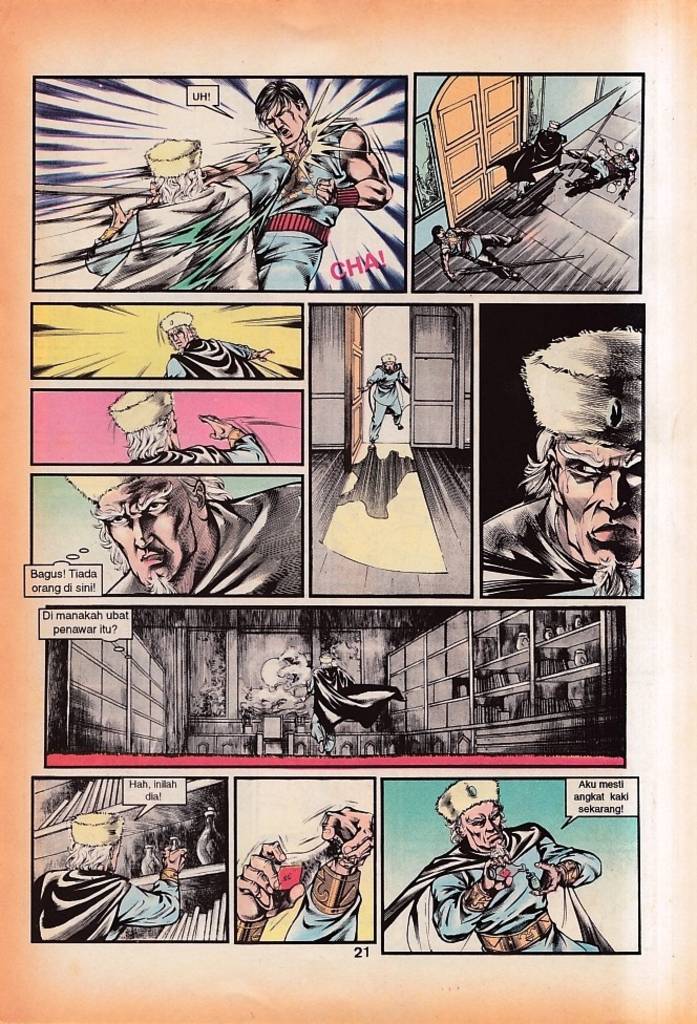 UH!
CHA!
Bagus! Tiada
orang di sini!
Di manakah ubat
penawar itu?
Hah, inilah
dia!
Aku mesti
angkat kaki
sekarang!
21